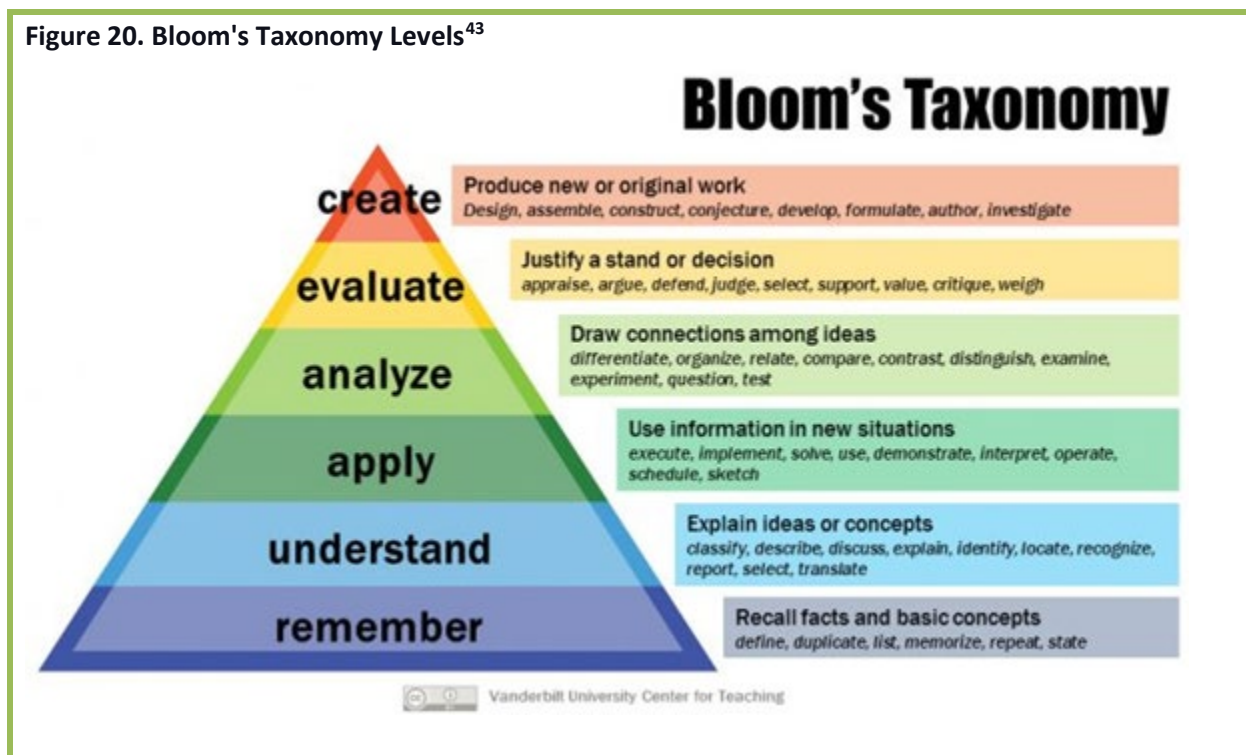 Figure 20. Bloom's Taxonomy Levels43
Bloom's Taxonomy
create
Produce new or original work
Design, assemble, construct, conjecture, develop, formulate, author, investigate
evaluate
Justify a stand or decision
appraise, argue, defend, judge, select, support, value, critique, weigh
analyze
Draw connections among ideas
differentiate, organize, relate, compare, contrast, distinguish, examine,
experiment, question, test
apply
Use information in new situations
execute, implement, solve, use, demonstrate, interpret, operate,
schedule, sketch
understand
Explain ideas or concepts
classify, describe, discuss, explain, identify, locate, recognize,
report, select, translate
remember
Recall facts and basic concepts
define, duplicate, list, memorize, repeat, state
cc
Vanderbilt University Center for Teaching